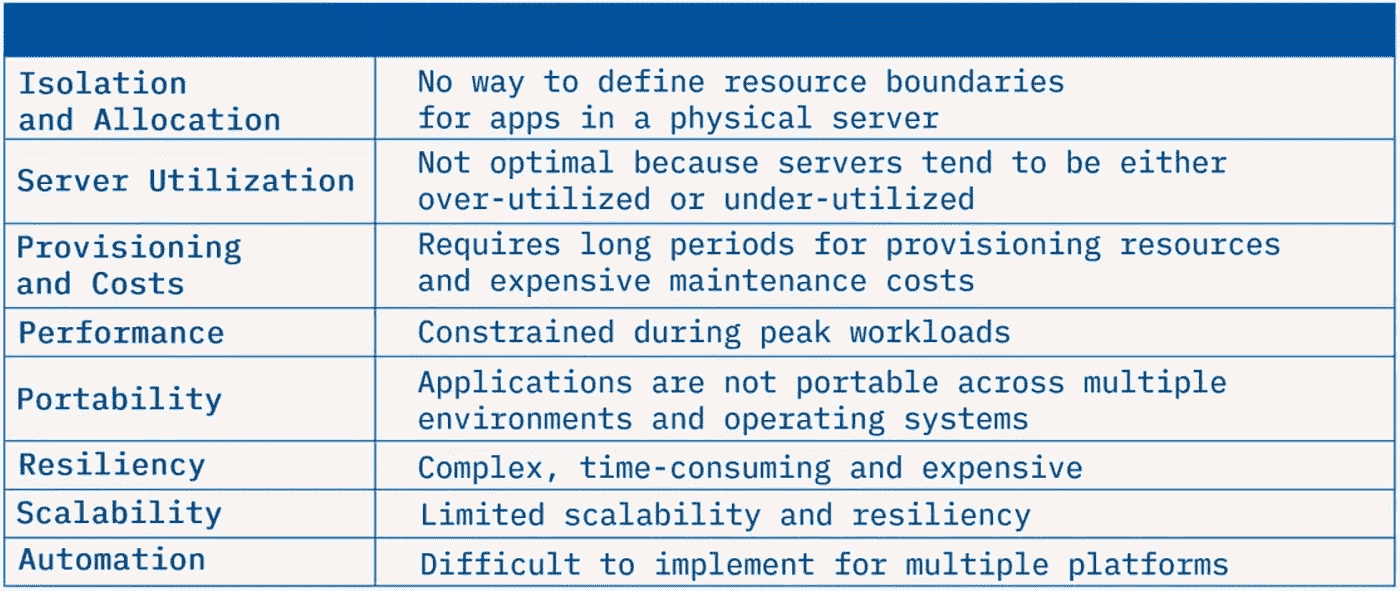 Isolation
and Allocation
No way to define resource boundaries
for apps in a physical server
Server Utilization
Not optimal because servers tend to be either
over-utilized or under-utilized
Provisioning
and Costs
Requires long periods for provisioning resources
and expensive maintenance costs
Performance
Constrained during peak workloads
Portability
Applications are not portable across multiple
environments and operating systems
Resiliency
Complex, time-consuming and expensive
Scalability
Limited scalability and resiliency
Automation
Difficult to implement for multiple platforms